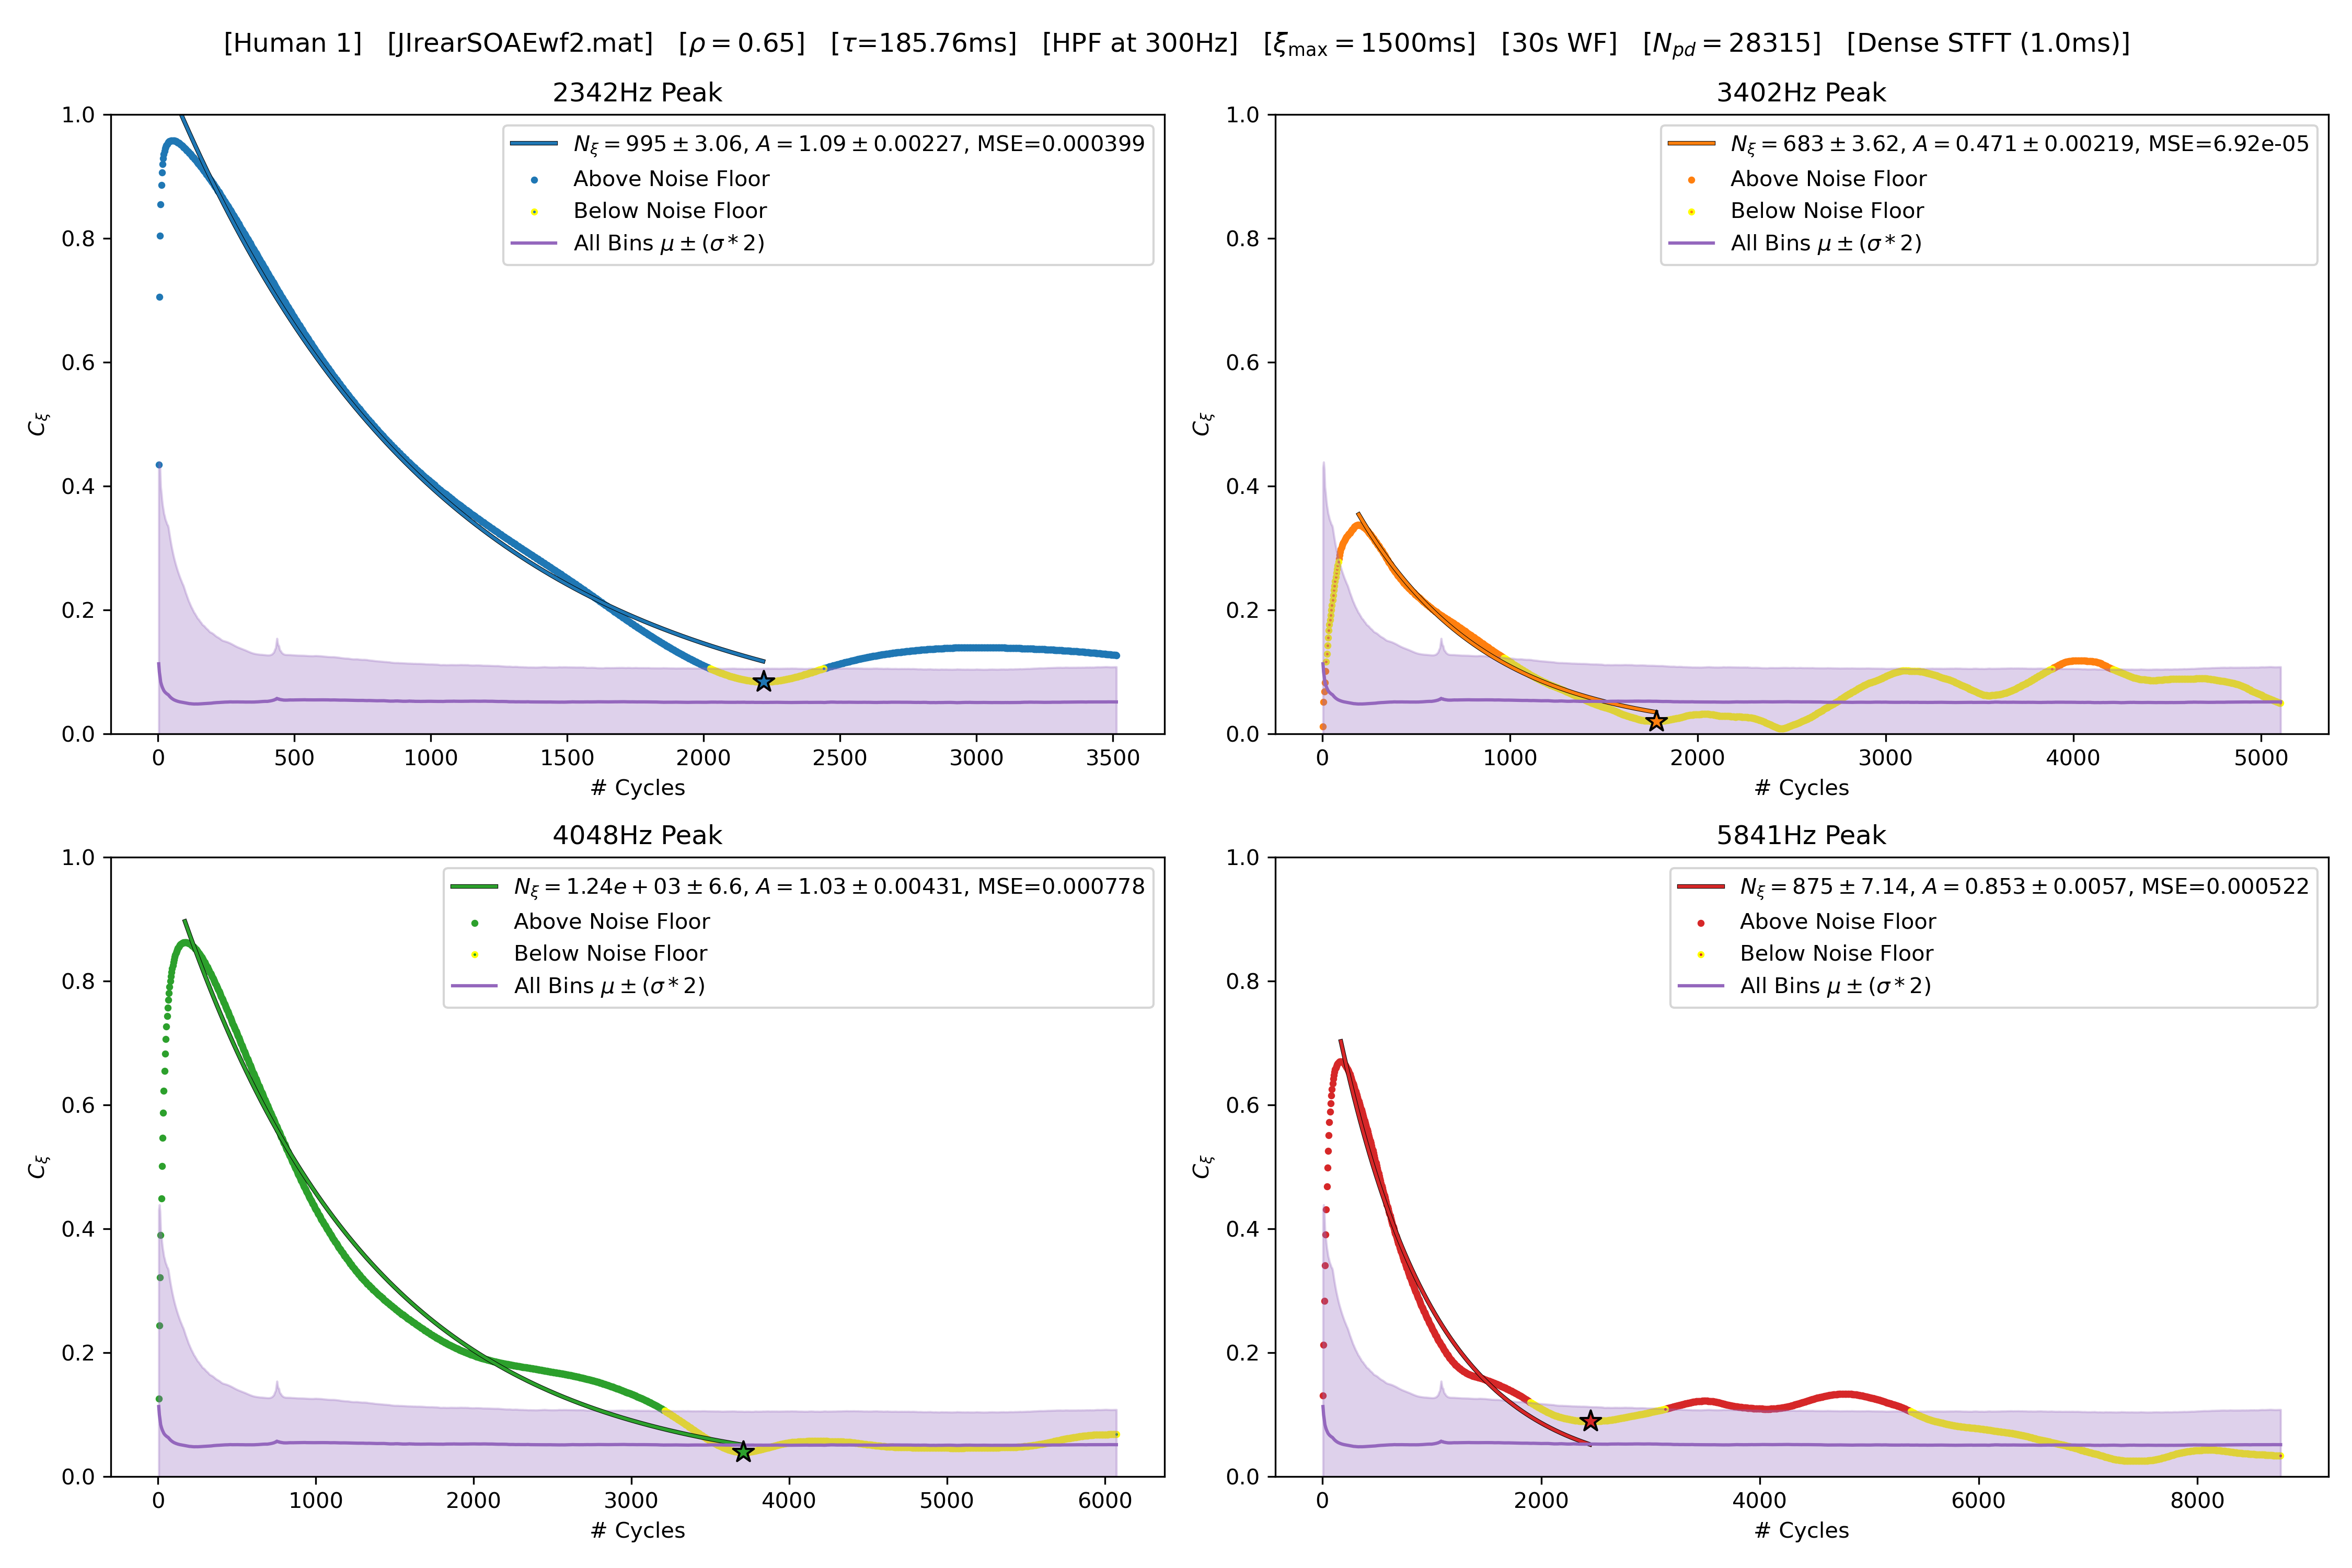 [Human 1] [JIrearSOAEwf2.mat] [ρ = 0.65] [τ=185.76ms] [HPF at 300Hz] [ξmax = 1500ms] [30s WF] [Npd = 28315] [Dense STFT (1.0ms)]
2342Hz Peak
Nξ = 995 ± 3.06, A = 1.09 ± 0.00227, MSE=0.000399
Above Noise Floor
Below Noise Floor
All Bins μ ± (σ * 2)
1.0
0.8
0.6
0.4
0.2
0.0
Cξ
0 500 1000 1500 2000 2500 3000 3500
# Cycles
3402Hz Peak
Nξ = 683 ± 3.62, A = 0.471 ± 0.00219, MSE=6.92e-05
Above Noise Floor
Below Noise Floor
All Bins μ ± (σ * 2)
1.0
0.8
0.6
0.4
0.2
0.0
Cξ
0 1000 2000 3000 4000 5000
# Cycles
4048Hz Peak
Nξ = 1.24e + 03 ± 6.6, A = 1.03 ± 0.00431, MSE=0.000778
Above Noise Floor
Below Noise Floor
All Bins μ ± (σ * 2)
1.0
0.8
0.6
0.4
0.2
0.0
Cξ
0 1000 2000 3000 4000 5000 6000
# Cycles
5841Hz Peak
Nξ = 875 ± 7.14, A = 0.853 ± 0.0057, MSE=0.000522
Above Noise Floor
Below Noise Floor
All Bins μ ± (σ * 2)
1.0
0.8
0.6
0.4
0.2
0.0
Cξ
0 2000 4000 6000 8000
# Cycles